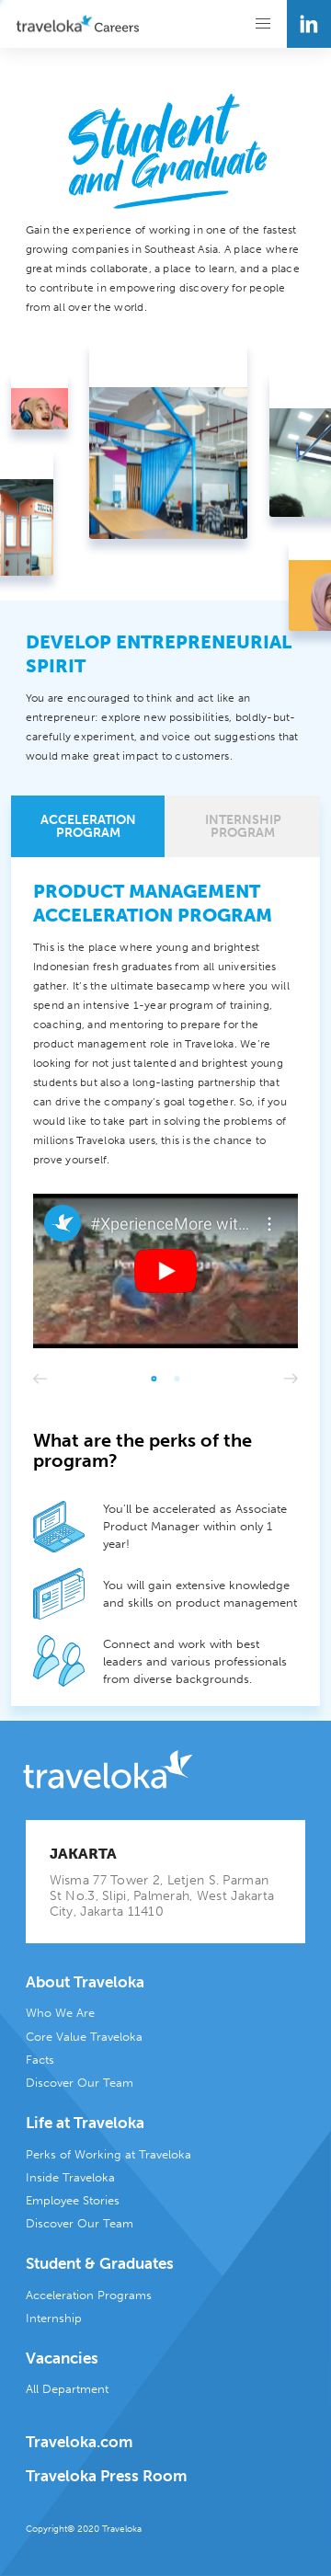 traveloka Careers
in
Student
and Graduate
Gain the experience of working in one of the fastest
growing companies in Southeast Asia. A place where
great minds collaborate, a place to learn, and a place
to contribute in empowering discovery for people
from all over the world.
DEVELOP ENTREPRENEURIAL
SPIRIT
You are encouraged to think and act like an
entrepreneur: explore new possibilities, boldly-but-
carefully experiment, and voice out suggestions that
would make great impact to customers.
ACCELERATION
PROGRAM
INTERNSHIP
PROGRAM
PRODUCT MANAGEMENT
ACCELERATION PROGRAM
This is the place where young and brightest
Indonesian fresh graduates from all universities
gather. It's the ultimate basecamp where you will
spend an intensive 1-year program of training,
coaching, and mentoring to prepare for the
product management role in Traveloka. We're
looking for not just talented and brightest young
students but also a long-lasting partnership that
can drive the company's goal together. So, if you
would like to take part in solving the problems of
millions Traveloka users, this is the chance to
prove yourself.
#XperienceMore wit...
What are the perks of the
program?
You'll be accelerated as Associate
Product Manager within only 1
year!
You will gain extensive knowledge
and skills on product management
Connect and work with best
leaders and various professionals
from diverse backgrounds.
traveloka
JAKARTA
Wisma 77 Tower 2, Letjen S. Parman
St No.3, Slipi, Palmerah, West Jakarta
City, Jakarta 11410
About Traveloka
Who We Are
Core Value Traveloka
Facts
Discover Our Team
Life at Traveloka
Perks of Working at Traveloka
Inside Traveloka
Employee Stories
Discover Our Team
Student & Graduates
Acceleration Programs
Internship
Vacancies
All Department
Traveloka.com
Traveloka Press Room
Copyright® 2020 Traveloka